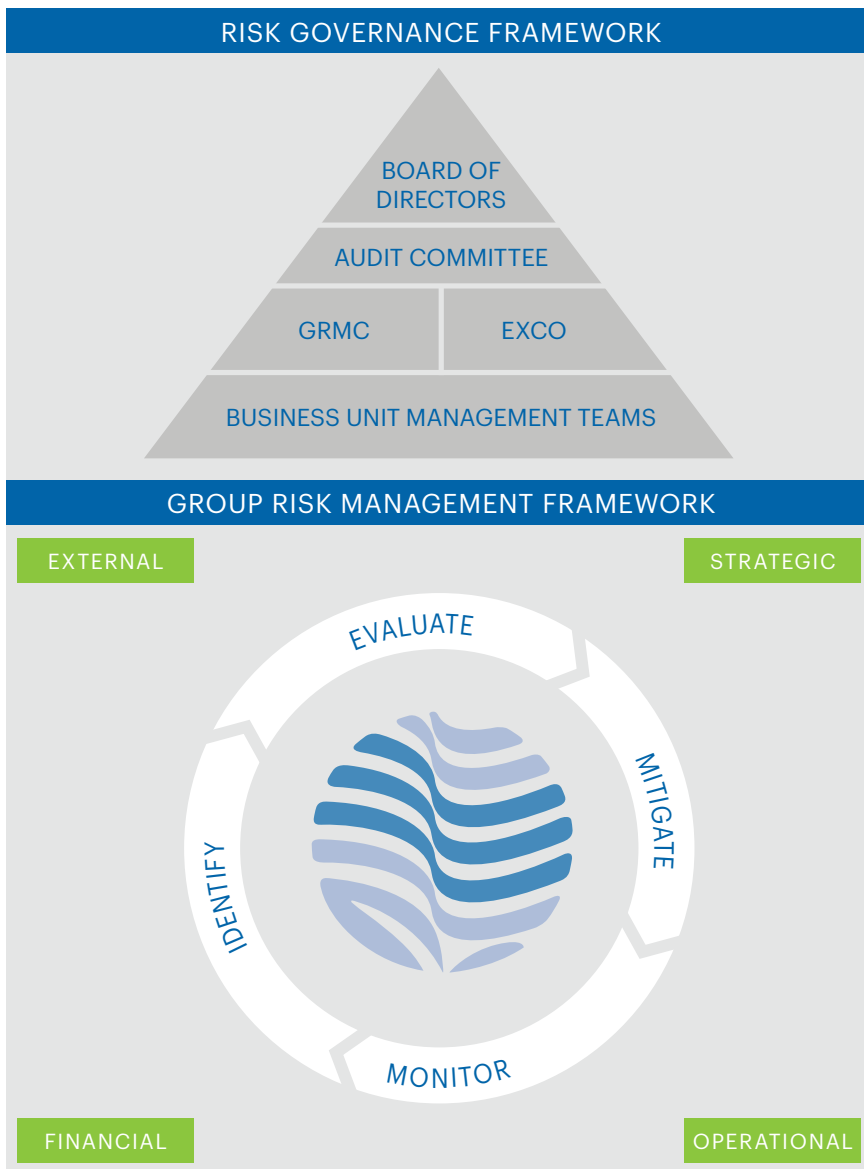 RISK GOVERNANCE FRAMEWORK
BOARD OF
DIRECTORS
AUDIT COMMITTEE
GRMC
EXCO
BUSINESS UNIT MANAGEMENT TEAMS
GROUP RISK MANAGEMENT FRAMEWORK
EXTERNAL
STRATEGIC
EVALUATE
MITIGATE
IDENTIFY
MONITOR
FINANCIAL
OPERATIONAL